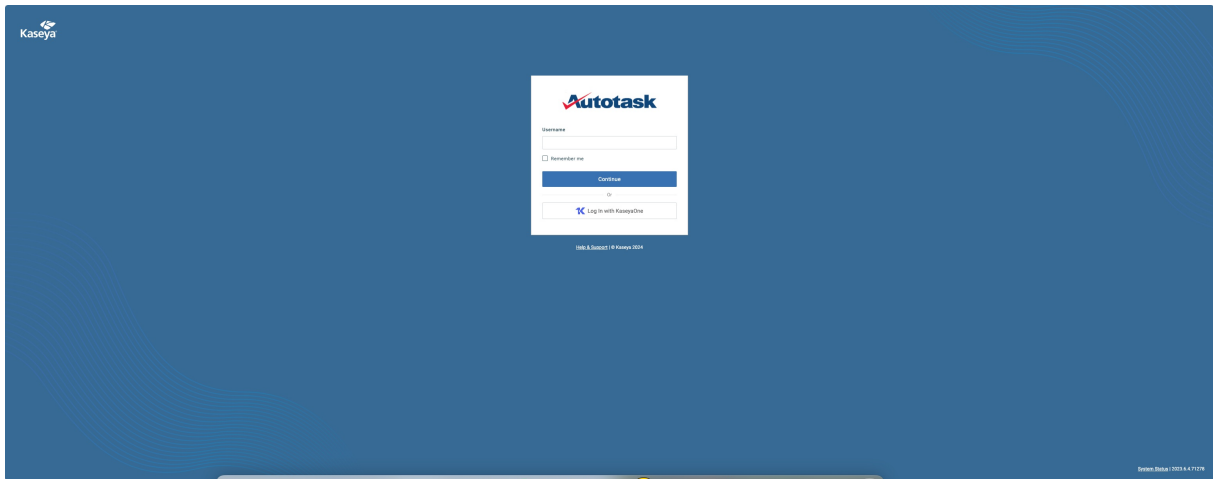 Kaseya
Autotask
Username
Remember me
Continue
Or
Log In with KaseyaOne
Help & Support | © Kaseya 2024
System Status | 2023.6.4.71278